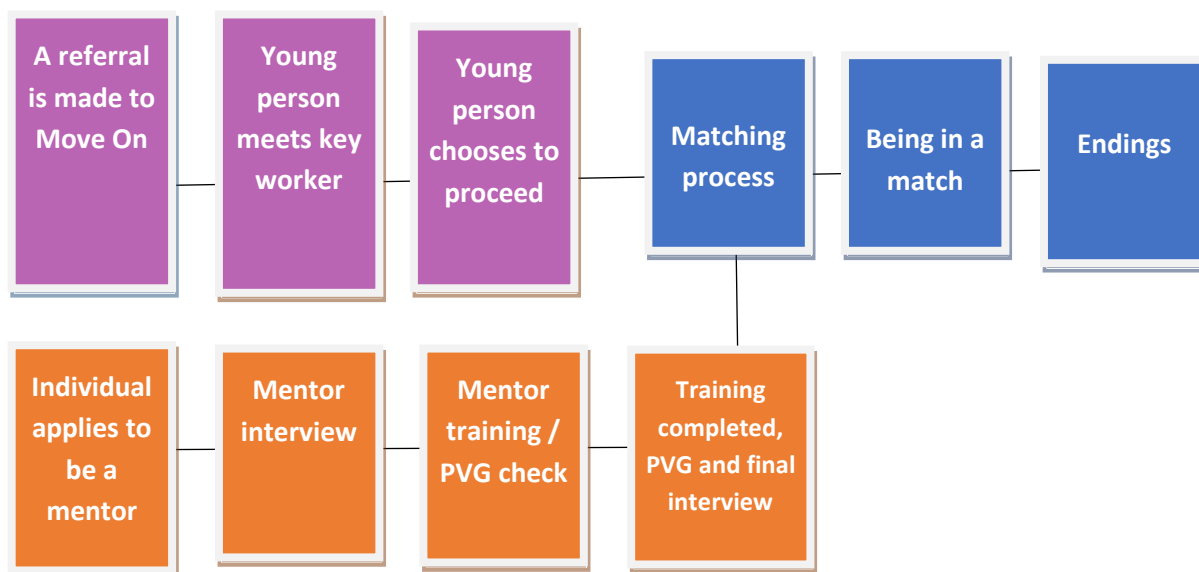 A referral
is made to
Move On
Young
person
meets key
worker
Young
person
chooses to
proceed
Matching
process
Being in a
match
Endings
Individual
applies to
be a
mentor
Mentor
interview
Mentor
training /
PVG check
Training
completed,
PVG and final
interview